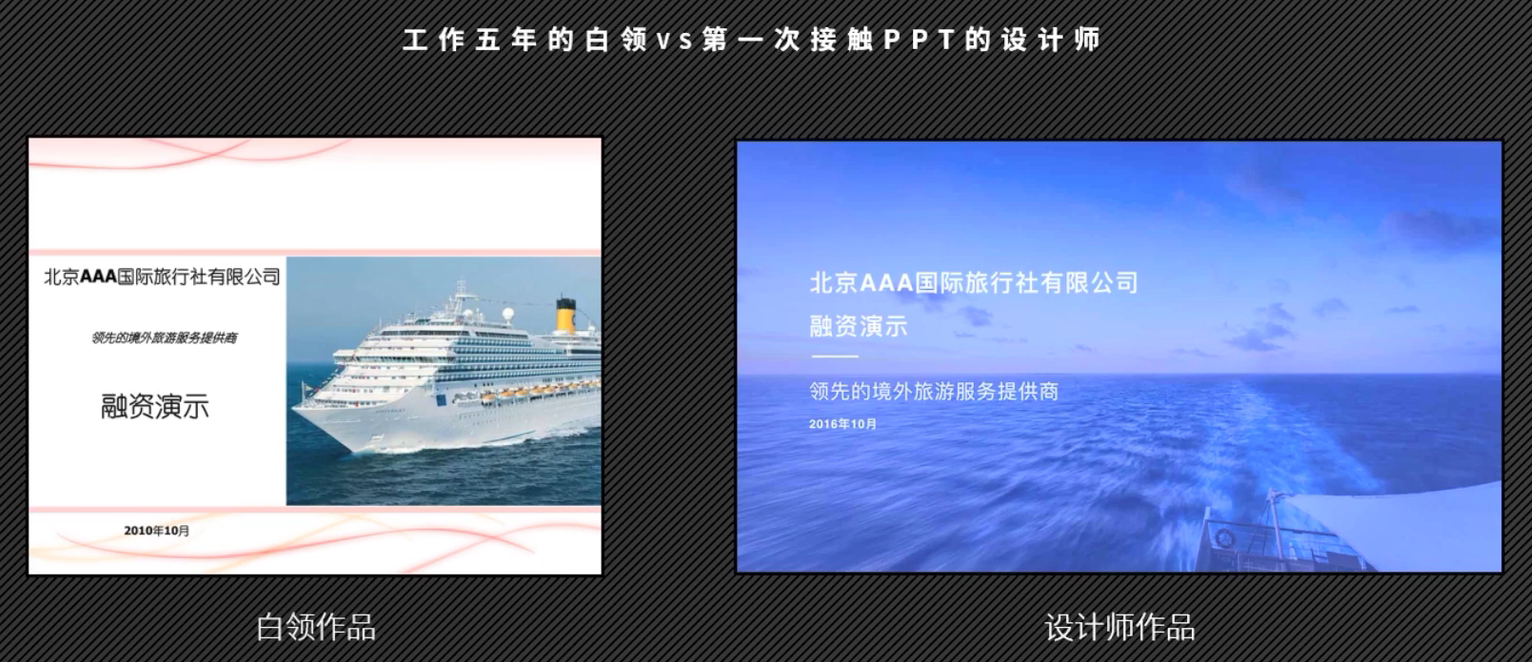 工作五年的白领vs第一次接触PPT的设计师
北京AAA国际旅行社有限公司
领先的境外旅游服务提供商
融资演示
2010年10月
白领作品
北京AAA国际旅行社有限公司
融资演示
领先的境外旅游服务提供商
2016年10月
设计师作品